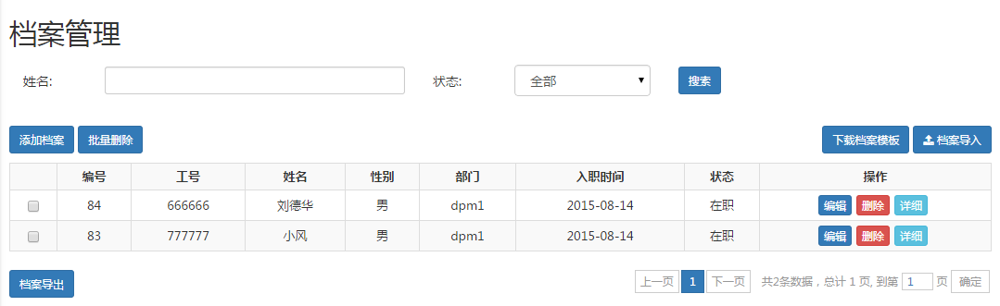 档案管理
姓名: 状态: 全部 搜索
添加档案 批量删除 下载档案模板 档案导入
编号 工号 姓名 性别 部门 入职时间 状态 操作
84 666666 刘德华 男 dpm1 2015-08-14 在职 编辑 删除 详细
83 777777 小风 男 dpm1 2015-08-14 在职 编辑 删除 详细
档案导出 上一页 1 下一页 共2条数据，总计 1 页, 到第 1 页 确定